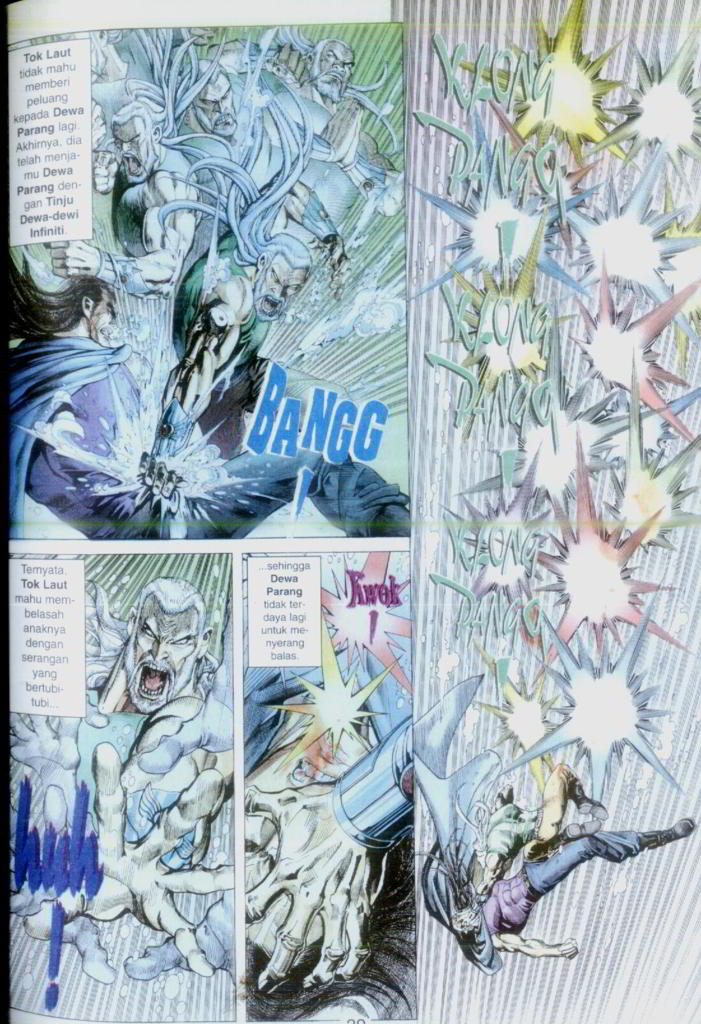 Tok Laut
tidak mahu
memberi
peluang
kepada Dewa
Parang lagi.
Akhirnya, dia
telah menja-
mu Dewa
Parang den-
gan Tinju
Dewa-dewi
Infiniti.
BANGG
!
Ternyata,
Tok Laut
mahu mem-
belasah
anaknya
dengan
serangan
yang
bertubi-
tubi...
huh
!
...sehingga
Dewa
Parang
tidak ter-
daya lagi
untuk me-
nyerang
balas.
Kwok
!
KLONG
PANGG
!
KLONG
PANGG
!
KLONG
PANGG
!